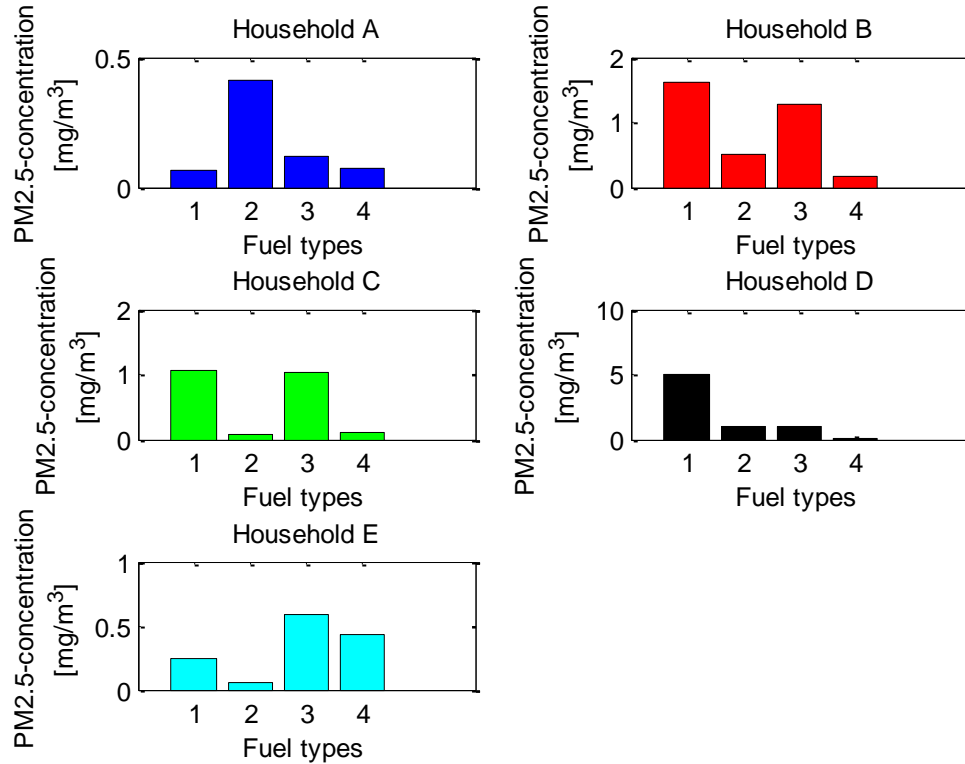 Household A
PM2.5-concentration
[mg/m³]
0.5
0
1 2 3 4
Fuel types
Household B
PM2.5-concentration
[mg/m³]
2
1
0
1 2 3 4
Fuel types
Household C
PM2.5-concentration
[mg/m³]
2
1
0
1 2 3 4
Fuel types
Household D
PM2.5-concentration
[mg/m³]
10
5
0
1 2 3 4
Fuel types
Household E
PM2.5-concentration
[mg/m³]
1
0.5
0
1 2 3 4
Fuel types